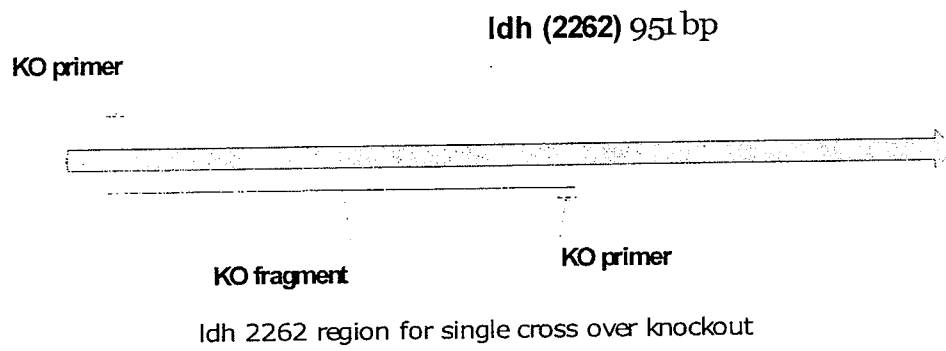 ldh (2262) 951 bp
KO primer
KO fragment
KO primer
ldh 2262 region for single cross over knockout